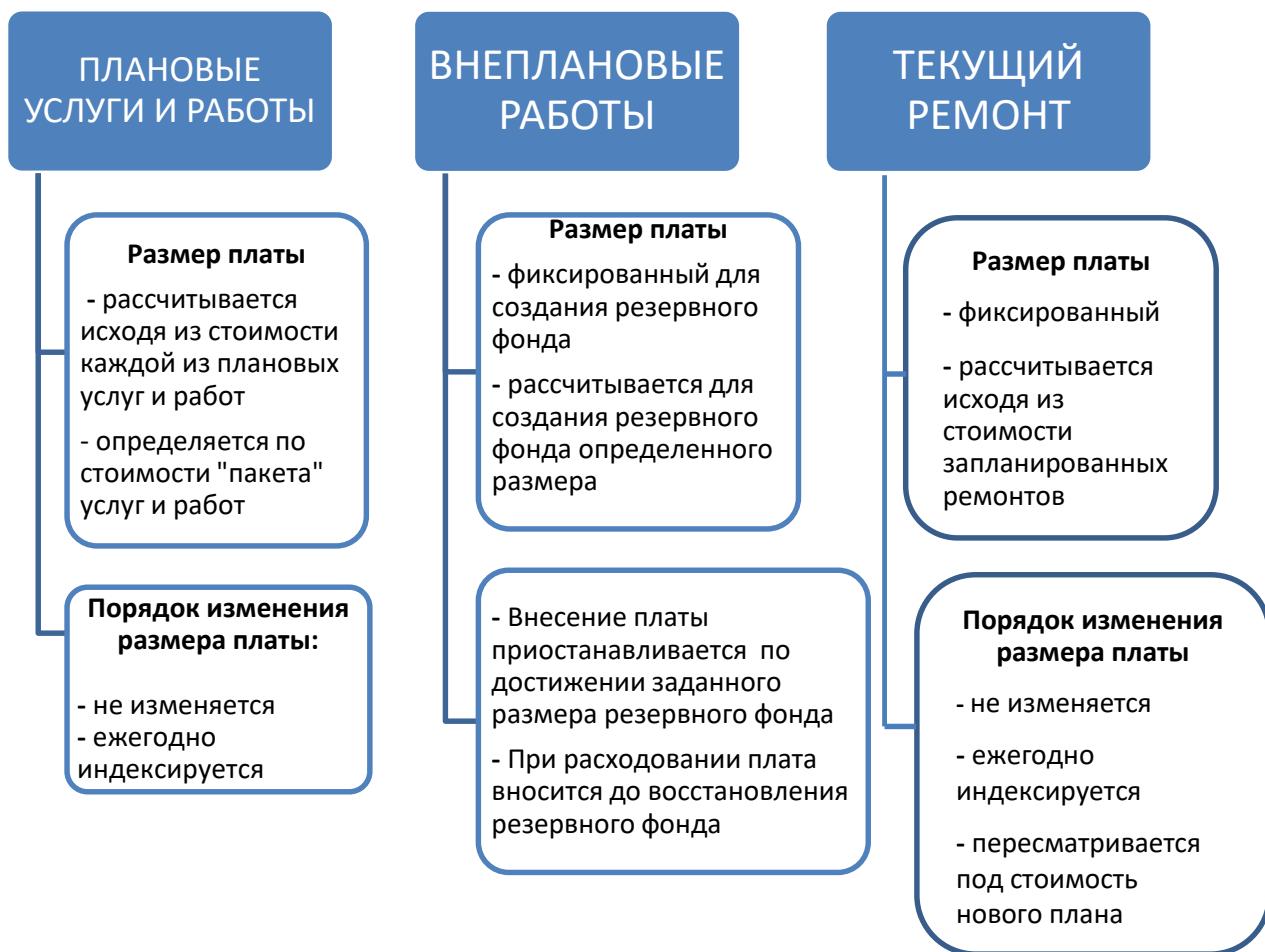 ПЛАНОВЫЕ
УСЛУГИ И РАБОТЫ
Размер платы
- рассчитывается
исходя из стоимости
каждой из плановых
услуг и работ
- определяется по
стоимости "пакета"
услуг и работ
Порядок изменения
размера платы:
- не изменяется
- ежегодно
индексируется
ВНЕПЛАНОВЫЕ
РАБОТЫ
Размер платы
- фиксированный для
создания резервного
фонда
- рассчитывается для
создания резервного
фонда определенного
размера
- Внесение платы
приостанавливается по
достижении заданного
размера резервного фонда
- При расходовании плата
вносится до восстановления
резервного фонда
ТЕКУЩИЙ
РЕМОНТ
Размер платы
- фиксированный
- рассчитывается
исходя из
стоимости
запланированных
ремонтов
Порядок изменения
размера платы
- не изменяется
- ежегодно
индексируется
- пересматривается
под стоимость
нового плана